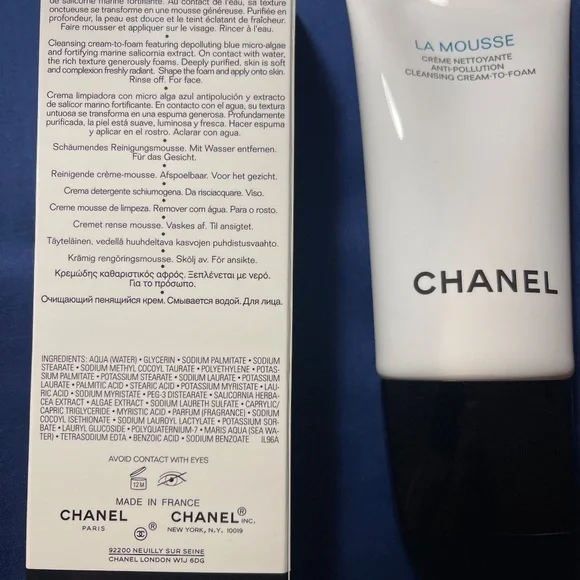 de salicorne marine fortifiant. Au contact de l'eau, sa texture
onctueuse se transforme en une mousse généreuse. Purifiée en
profondeur, la peau est douce et le teint éclatant de fraîcheur.
Faire mousser et appliquer sur le visage. Rincer à l'eau.
•
Cleansing cream-to-foam featuring depolluting blue micro-algae
and fortifying marine salicornia extract. On contact with water,
the rich texture generously foams. Deeply purified, skin is soft
and complexion freshly radiant. Shape the foam and apply onto skin.
Rinse off. For face.
•
Crema limpiadora con micro alga azul antipolución y extracto
de salicor marino fortificante. En contacto con el agua, su textura
untuosa se transforma en una espuma generosa. Profundamente
purificada, la piel está suave, luminosa y fresca. Hacer espuma
y aplicar en el rostro. Aclarar con agua.
•
Schäumendes Reinigungsmousse. Mit Wasser entfernen.
Für das Gesicht.
•
Reinigende crème-mousse. Afspoelbaar. Voor het gezicht.
•
Crema detergente schiumogena. Da risciacquare. Viso.
•
Creme mousse de limpeza. Remover com água. Para o rosto.
•
Cremet rense mousse. Vaskes af. Til ansigtet.
•
Täyteläinen, vedellä huuhdeltava kasvojen puhdistusvaahto.
•
Krämig rengöringsmousse. Skölj av. För ansikte.
•
Κρεμώδης καθαριστικός αφρός. Ξεπλένεται με νερό.
Για το πρόσωπο.
•
Очищающий пенящийся крем. Смывается водой. Для лица.
INGREDIENTS: AQUA (WATER) • GLYCERIN • SODIUM PALMITATE • SODIUM
STEARATE • SODIUM METHYL COCOYL TAURATE • POLYETHYLENE • POTAS-
SIUM PALMITATE • POTASSIUM STEARATE • SODIUM LAURATE • POTASSIUM
LAURATE • PALMITIC ACID • STEARIC ACID • POTASSIUM MYRISTATE • LAU-
RIC ACID • SODIUM MYRISTATE • PEG-3 DISTEARATE • SALICORNIA HERBA-
CEA EXTRACT • ALGAE EXTRACT • SODIUM LAURETH SULFATE • CAPRYLIC/
CAPRIC TRIGLYCERIDE • MYRISTIC ACID • PARFUM (FRAGRANCE) • SODIUM
COCOYL ISETHIONATE • SODIUM LAUROYL LACTYLATE • POTASSIUM SOR-
BATE • LAURYL GLUCOSIDE • POLYQUATERNIUM-7 • MARIS AQUA (SEA WA-
TER) • TETRASODIUM EDTA • BENZOIC ACID • SODIUM BENZOATE IL96A
AVOID CONTACT WITH EYES
12M
MADE IN FRANCE
CHANEL
PARIS
®
CHANEL® INC.
NEW YORK, N.Y. 10019
92200 NEUILLY SUR SEINE
CHANEL LONDON W1J 6DG
LA MOUSSE
CRÈME NETTOYANTE
ANTI-POLLUTION
CLEANSING CREAM-TO-FOAM
CHANEL